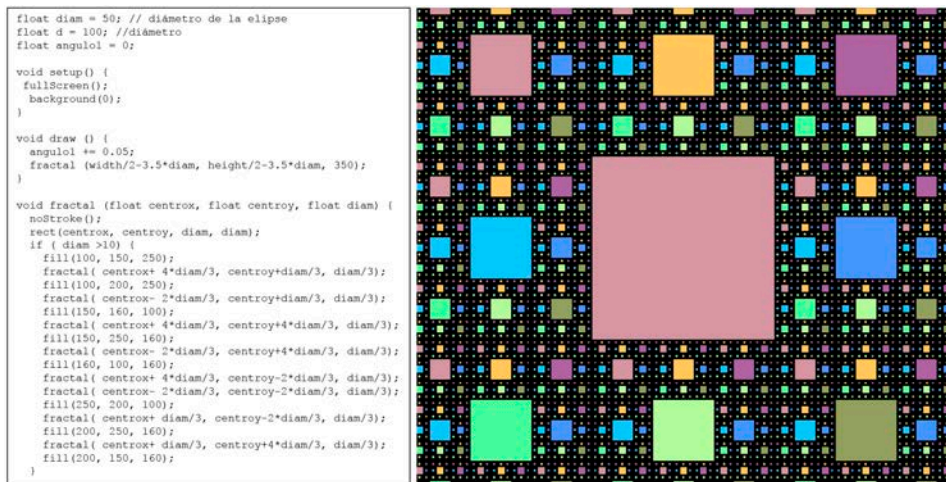 float diam = 50; // diámetro de la elipse
float d = 100; //diámetro
float angulo1 = 0;

void setup() {
 fullScreen();
  background(0);
}

void draw () {
  angulo1 += 0.05;
  fractal (width/2-3.5*diam, height/2-3.5*diam, 350);
}

void fractal (float centrox, float centroy, float diam) {
  noStroke();
  rect(centrox, centroy, diam, diam);
  if ( diam >10) {
    fill(100, 150, 250);
    fractal( centrox+ 4*diam/3, centroy+diam/3, diam/3);
    fill(100, 200, 250);
    fractal( centrox- 2*diam/3, centroy+diam/3, diam/3);
    fill(150, 160, 100);
    fractal( centrox+ 4*diam/3, centroy+4*diam/3, diam/3);
    fill(150, 250, 160);
    fractal( centrox- 2*diam/3, centroy+4*diam/3, diam/3);
    fill(160, 100, 160);
    fractal( centrox+ 4*diam/3, centroy-2*diam/3, diam/3);
    fractal( centrox- 2*diam/3, centroy-2*diam/3, diam/3);
    fill(250, 200, 100);
    fractal( centrox+ diam/3, centroy-2*diam/3, diam/3);
    fill(200, 250, 160);
    fractal( centrox+ diam/3, centroy+4*diam/3, diam/3);
    fill(200, 150, 160);
  }